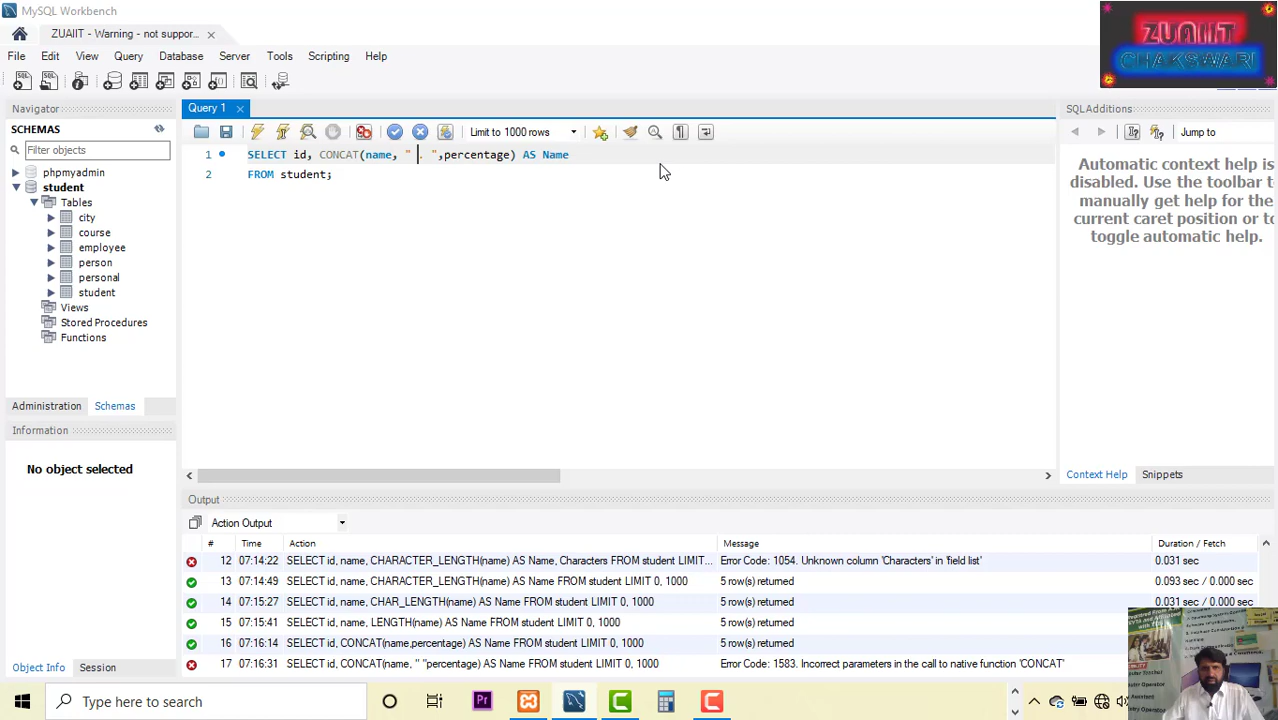 MySQL Workbench
ZUAIIT - Warning - not suppor...
ZUAIIT
CHAKSWARI
File Edit View Query Database Server Tools Scripting Help
Navigator
Query 1
SQLAdditions
SCHEMAS
Limit to 1000 rows
Jump to
Filter objects
1 SELECT id, CONCAT(name, " . ",percentage) AS Name
2 FROM student;
Automatic context help is
disabled. Use the toolbar to
manually get help for the
current caret position or to
toggle automatic help.
phpmyadmin
student
Tables
city
course
employee
person
personal
student
Views
Stored Procedures
Functions
Administration Schemas
Information
No object selected
Context Help Snippets
Output
Action Output
# Time Action Message Duration / Fetch
12 07:14:22 SELECT id, name, CHARACTER_LENGTH(name) AS Name, Characters FROM student LIMIT... Error Code: 1054. Unknown column 'Characters' in 'field list' 0.031 sec
13 07:14:49 SELECT id, name, CHARACTER_LENGTH(name) AS Name FROM student LIMIT 0, 1000 5 row(s) returned 0.093 sec / 0.000 sec
14 07:15:27 SELECT id, name, CHAR_LENGTH(name) AS Name FROM student LIMIT 0, 1000 5 row(s) returned 0.031 sec / 0.000 sec
15 07:15:41 SELECT id, name, LENGTH(name) AS Name FROM student LIMIT 0, 1000 5 row(s) returned
16 07:16:14 SELECT id, CONCAT(name,percentage) AS Name FROM student LIMIT 0, 1000 5 row(s) returned
17 07:16:31 SELECT id, CONCAT(name, " "percentage) AS Name FROM student LIMIT 0, 1000 Error Code: 1583. Incorrect parameters in the call to native function 'CONCAT'
Object Info Session
Type here to search